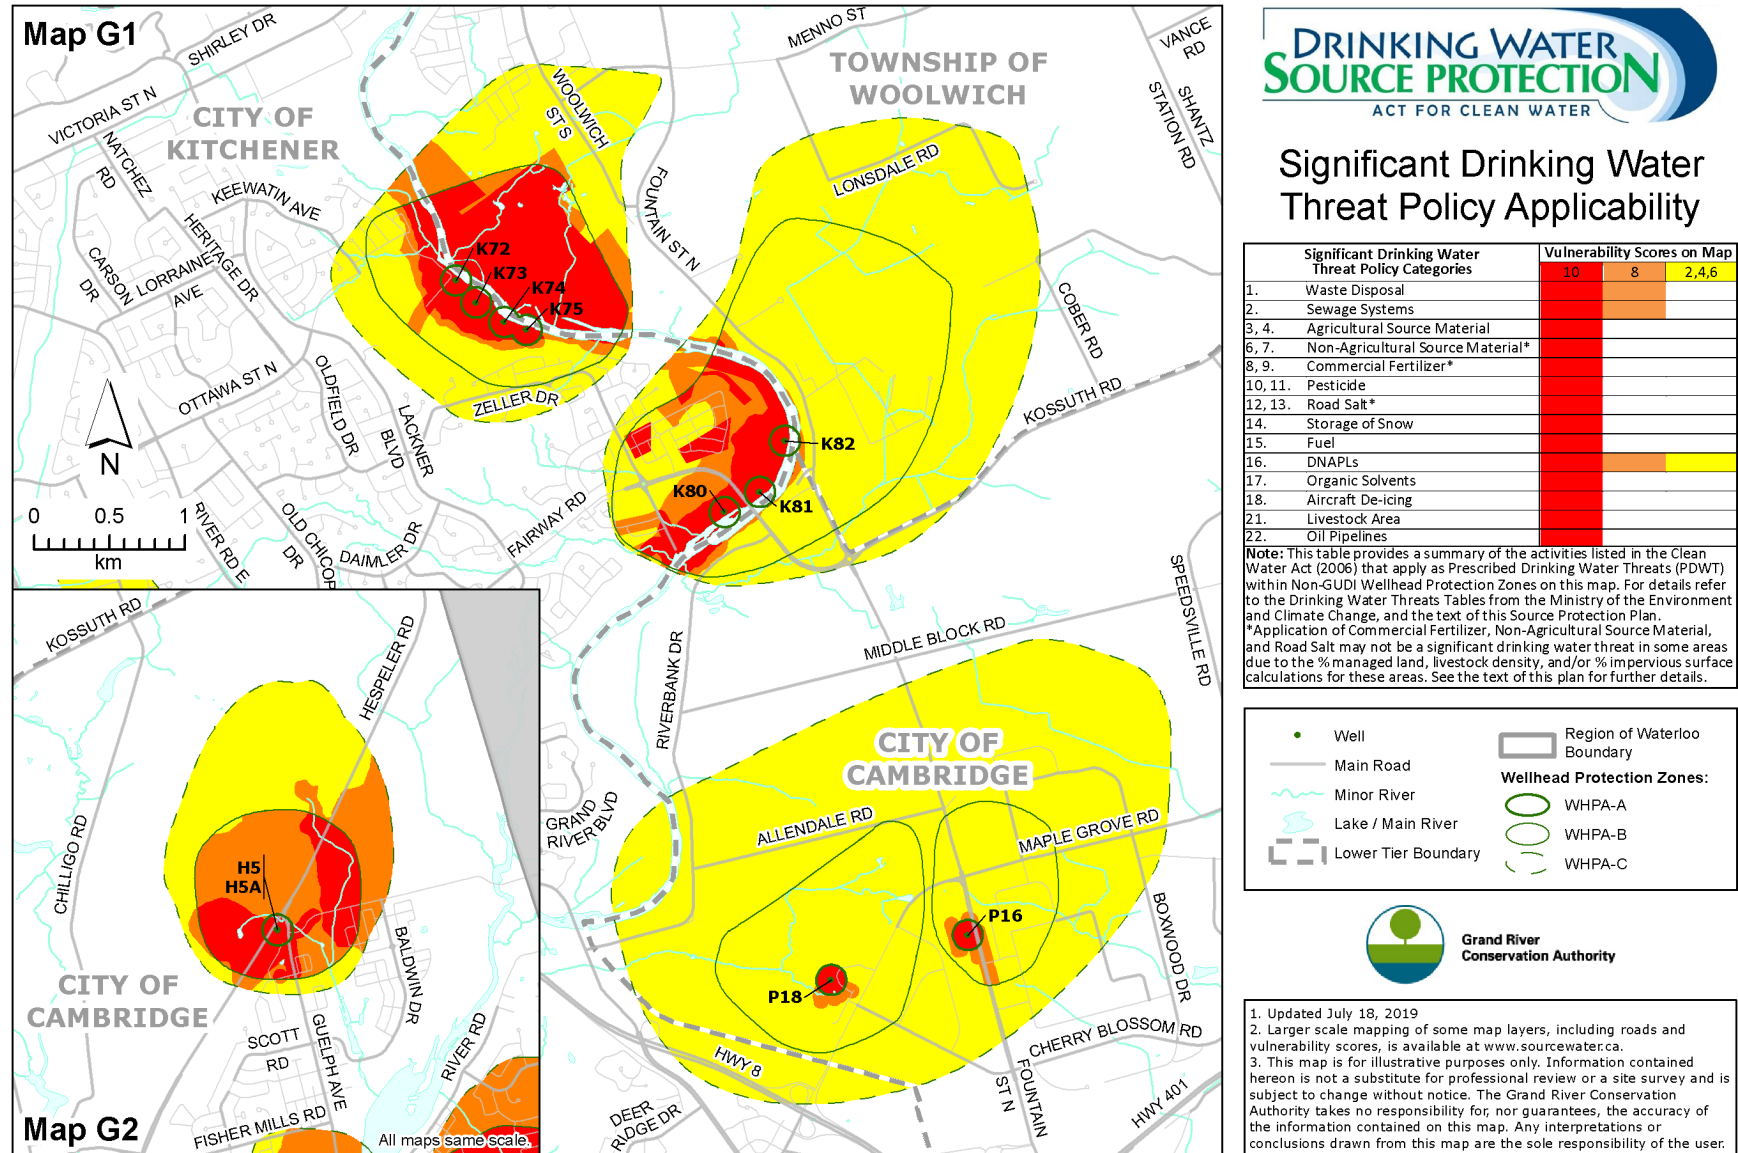 Map G1
SHIRLEY DR
VICTORIA ST N
NATCHEZ
RD
CITY OF
KITCHENER
KEEWATIN AVE
HERITAGE DR
LORRAINE
AVE
CARSON
DR
OTTAWA ST N
OLDFIELD DR
LACKNER
BLVD
ZELLER DR
WOOLWICH
ST S
FOUNTAIN ST N
MENNO ST
TOWNSHIP OF
WOOLWICH
LONSDALE RD
VANCE
RD
SHANTZ
STATION RD
COBER RD
KOSSUTH RD
K72
K73
K74
K75
K82
K80
K81
N
0 0.5 1
km
RIVER RD E
OLD CHICOP
DR
DAIMLER DR
FAIRWAY RD
SPEEDSVILLE RD
MIDDLE BLOCK RD
RIVERBANK DR
CITY OF
CAMBRIDGE
ALLENDALE RD
MAPLE GROVE RD
GRAND
RIVER BLVD
BOXWOOD DR
P16
P18
CHERRY BLOSSOM RD
HWY 8
FOUNTAIN
ST N
DEER
RIDGE DR
HWY 401
KOSSUTH RD
HESPELER RD
CHILLIGO RD
H5
H5A
CITY OF
CAMBRIDGE
BALDWIN DR
SCOTT
RD
GUELPH AVE
RIVER RD
FISHER MILLS RD
Map G2
All maps same scale.
DRINKING WATER
SOURCE PROTECTION
ACT FOR CLEAN WATER
Significant Drinking Water
Threat Policy Applicability
Significant Drinking Water
Threat Policy Categories
Vulnerability Scores on Map
10 8 2,4,6
1. Waste Disposal
2. Sewage Systems
3, 4. Agricultural Source Material
6, 7. Non-Agricultural Source Material*
8, 9. Commercial Fertilizer*
10, 11. Pesticide
12, 13. Road Salt*
14. Storage of Snow
15. Fuel
16. DNAPLs
17. Organic Solvents
18. Aircraft De-icing
21. Livestock Area
22. Oil Pipelines
Note: This table provides a summary of the activities listed in the Clean
Water Act (2006) that apply as Prescribed Drinking Water Threats (PDWT)
within Non-GUDI Wellhead Protection Zones on this map. For details refer
to the Drinking Water Threats Tables from the Ministry of the Environment
and Climate Change, and the text of this Source Protection Plan.
*Application of Commercial Fertilizer, Non-Agricultural Source Material,
and Road Salt may not be a significant drinking water threat in some areas
due to the % managed land, livestock density, and/or % impervious surface
calculations for these areas. See the text of this plan for further details.
Well
Main Road
Minor River
Lake / Main River
Lower Tier Boundary
Region of Waterloo
Boundary
Wellhead Protection Zones:
WHPA-A
WHPA-B
WHPA-C
Grand River
Conservation Authority
1. Updated July 18, 2019
2. Larger scale mapping of some map layers, including roads and
vulnerability scores, is available at www.sourcewater.ca.
3. This map is for illustrative purposes only. Information contained
hereon is not a substitute for professional review or a site survey and is
subject to change without notice. The Grand River Conservation
Authority takes no responsibility for, nor guarantees, the accuracy of
the information contained on this map. Any interpretations or
conclusions drawn from this map are the sole responsibility of the user.